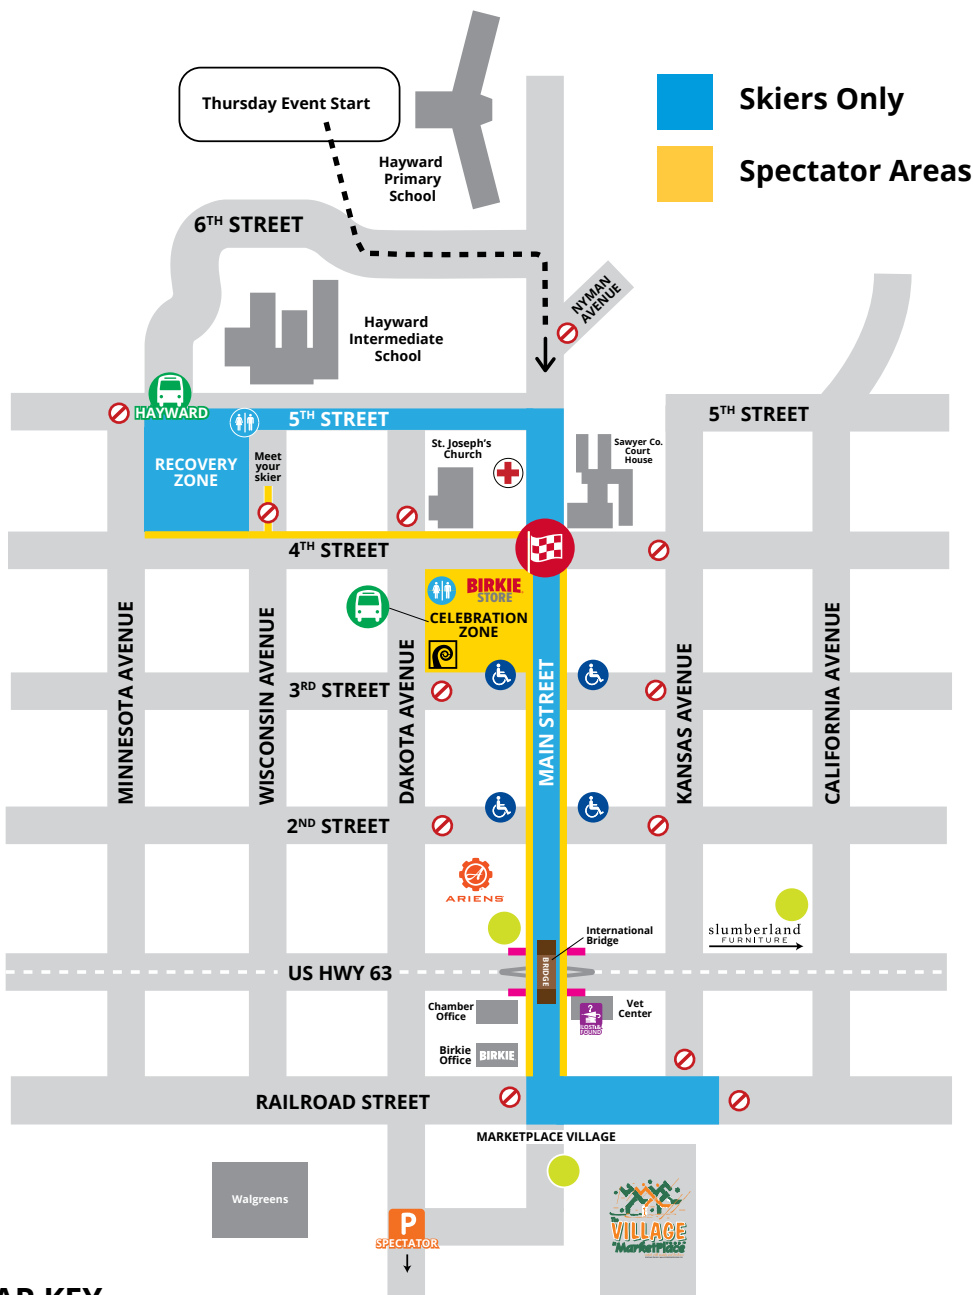 Thursday Event Start
Skiers Only
Spectator Areas
Hayward
Primary
School
6TH STREET
NYMAN
AVENUE
Hayward
Intermediate
School
HAYWARD
5TH STREET
5TH STREET
RECOVERY
ZONE
Meet
your
skier
St. Joseph's
Church
Sawyer Co.
Court
House
4TH STREET
BIRKIE
STORE
CELEBRATION
ZONE
MINNESOTA AVENUE
WISCONSIN AVENUE
DAKOTA AVENUE
MAIN STREET
KANSAS AVENUE
CALIFORNIA AVENUE
3RD STREET
2ND STREET
ARIENS
International
Bridge
slumberland
FURNITURE
US HWY 63
BRIDGE
Chamber
Office
Vet
Center
?
LOST&
FOUND
Birkie
Office
BIRKIE
RAILROAD STREET
MARKETPLACE VILLAGE
Walgreens
P
SPECTATOR
VILLAGE
MarketPlace